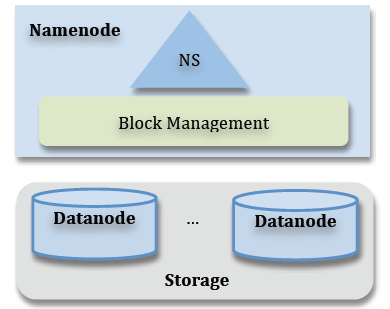 Namenode
NS
Block Management
Datanode
...
Datanode
Storage